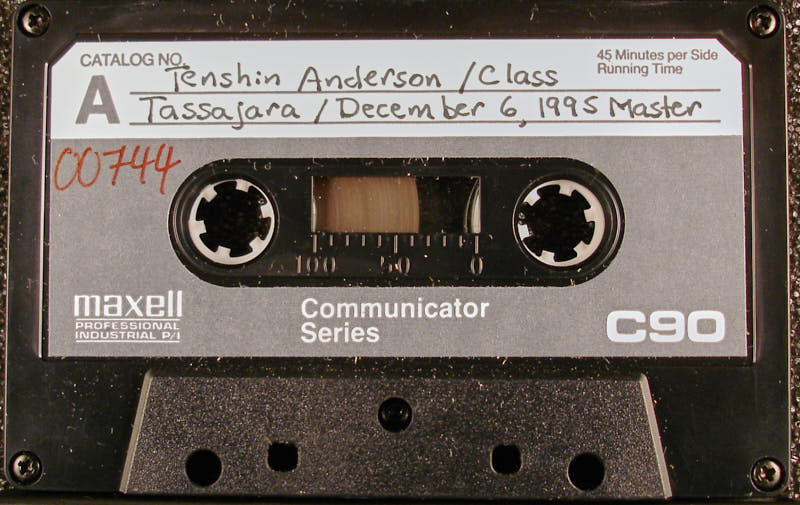 CATALOG NO.
45 Minutes per Side
Running Time
A
Tenshin Anderson / Class
Tassajara / December 6, 1995 Master
00744
100 50 0
maxell
PROFESSIONAL
INDUSTRIAL P/I
Communicator
Series
C90